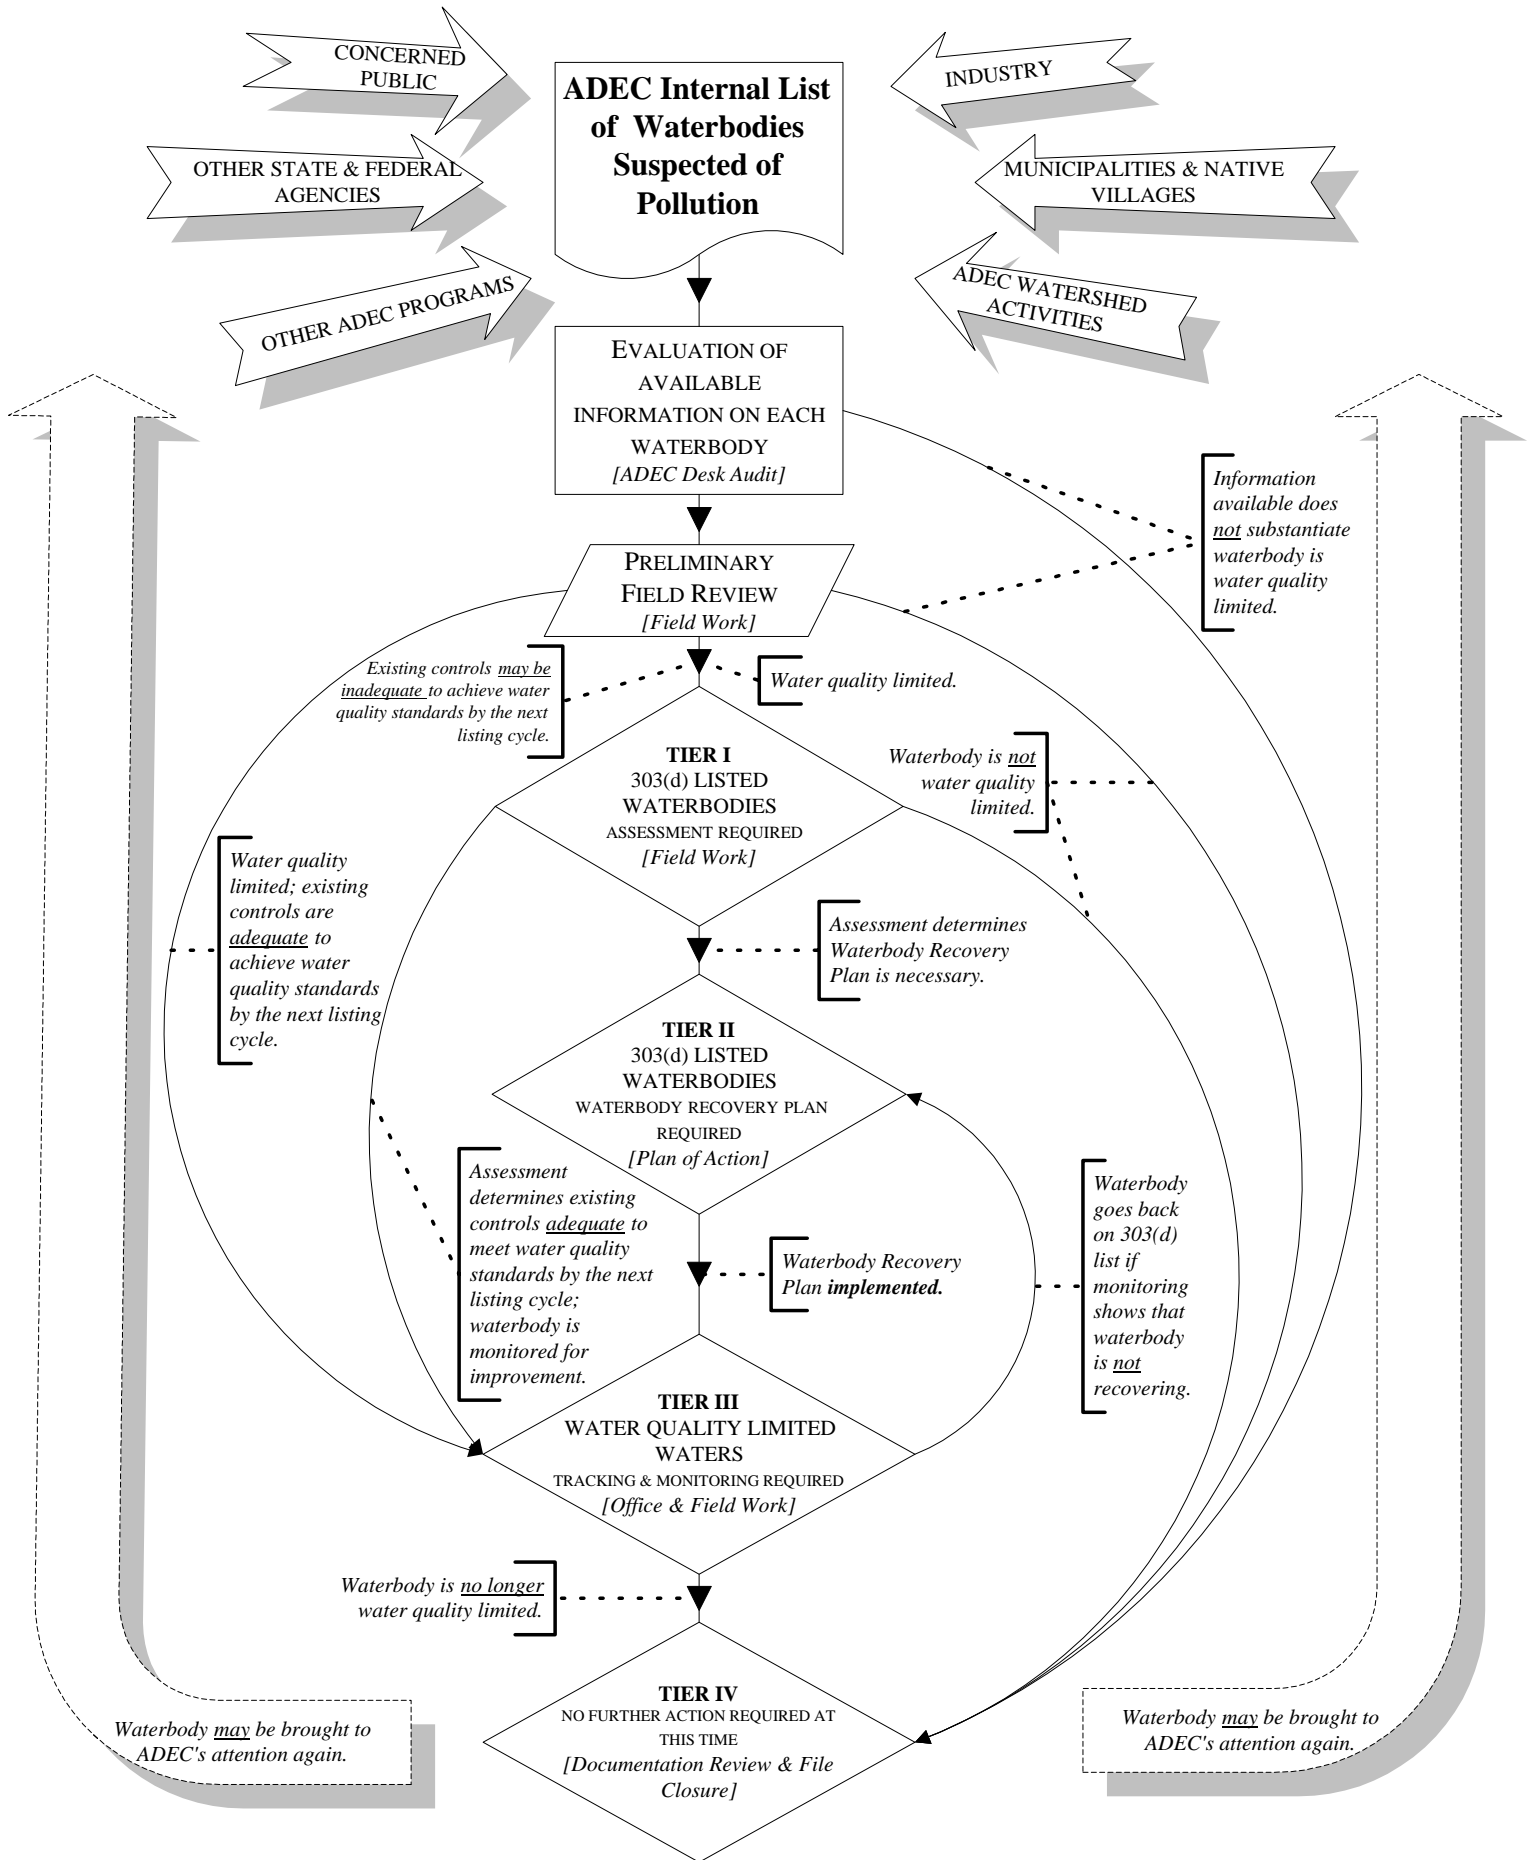 CONCERNED
PUBLIC
INDUSTRY
ADEC Internal List
of Waterbodies
Suspected of
Pollution
OTHER STATE & FEDERAL
AGENCIES
MUNICIPALITIES & NATIVE
VILLAGES
OTHER ADEC PROGRAMS
ADEC WATERSHED
ACTIVITIES
EVALUATION OF
AVAILABLE
INFORMATION ON EACH
WATERBODY
[ADEC Desk Audit]
Information
available does
not substantiate
waterbody is
water quality
limited.
PRELIMINARY
FIELD REVIEW
[Field Work]
Existing controls may be
inadequate to achieve water
quality standards by the next
listing cycle.
Water quality limited.
TIER I
303(d) LISTED
WATERBODIES
ASSESSMENT REQUIRED
[Field Work]
Waterbody is not
water quality
limited.
Water quality
limited; existing
controls are
adequate to
achieve water
quality standards
by the next listing
cycle.
Assessment determines
Waterbody Recovery
Plan is necessary.
TIER II
303(d) LISTED
WATERBODIES
WATERBODY RECOVERY PLAN
REQUIRED
[Plan of Action]
Assessment
determines existing
controls adequate to
meet water quality
standards by the next
listing cycle;
waterbody is
monitored for
improvement.
Waterbody Recovery
Plan implemented.
Waterbody
goes back
on 303(d)
list if
monitoring
shows that
waterbody
is not
recovering.
TIER III
WATER QUALITY LIMITED
WATERS
TRACKING & MONITORING REQUIRED
[Office & Field Work]
Waterbody is no longer
water quality limited.
TIER IV
NO FURTHER ACTION REQUIRED AT
THIS TIME
[Documentation Review & File
Closure]
Waterbody may be brought to
ADEC's attention again.
Waterbody may be brought to
ADEC's attention again.